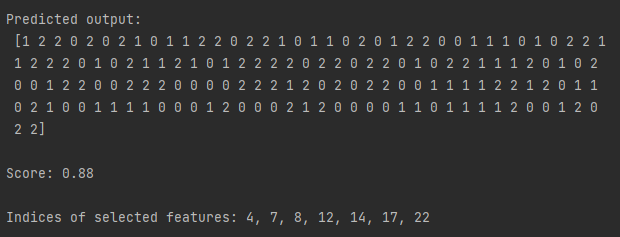 Predicted output:
[1 2 2 0 2 0 2 1 0 1 1 2 2 0 2 2 1 0 1 1 0 2 0 1 2 2 0 0 1 1 1 0 1 0 2 2 1
1 2 2 2 0 1 0 2 1 1 2 1 0 1 2 2 2 2 0 2 2 0 2 2 0 1 0 2 2 1 1 1 2 0 1 0 2
0 0 1 2 2 0 0 2 2 2 0 0 0 0 2 2 2 1 2 0 2 0 2 2 0 0 1 1 1 1 2 2 1 2 0 1 1
0 2 1 0 0 1 1 1 1 0 0 0 1 2 0 0 0 2 1 2 0 0 0 0 1 1 0 1 1 1 1 2 0 0 1 2 0
2 2]
Score: 0.88
Indices of selected features: 4, 7, 8, 12, 14, 17, 22